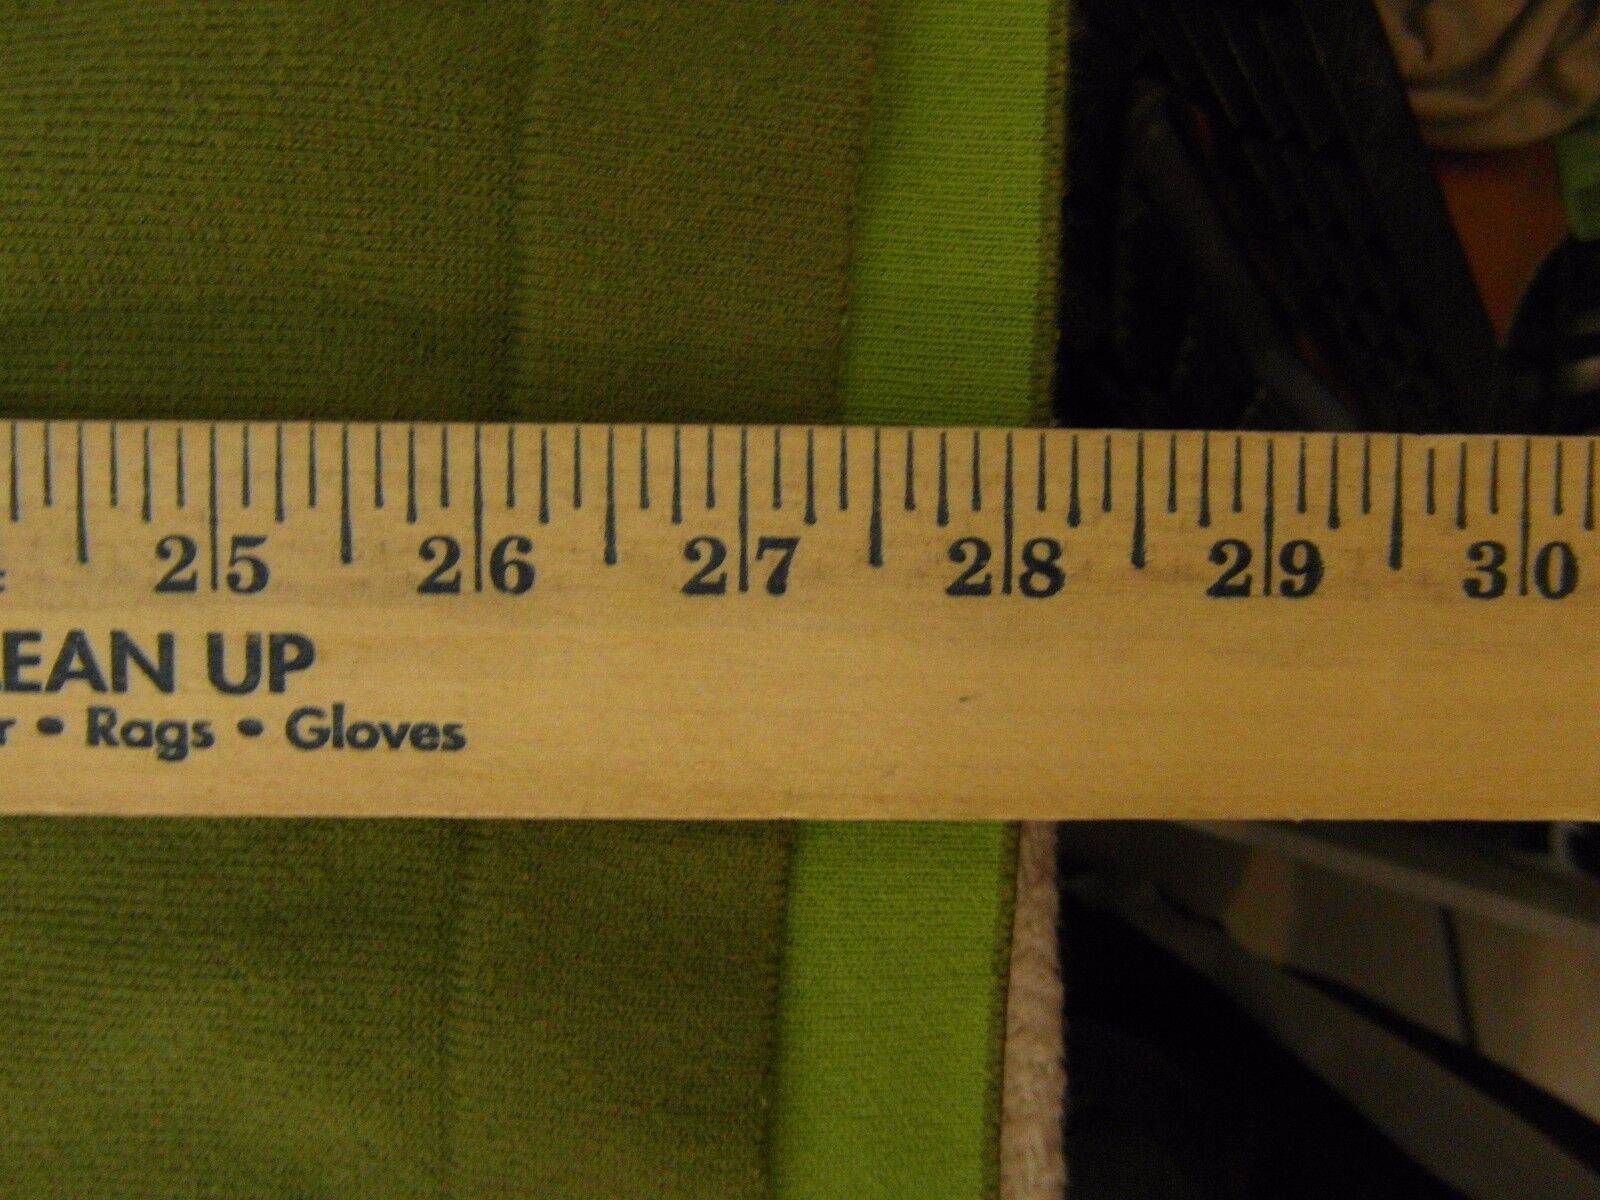 25 26 27 28 29 30
EAN UP
r • Rags • Gloves